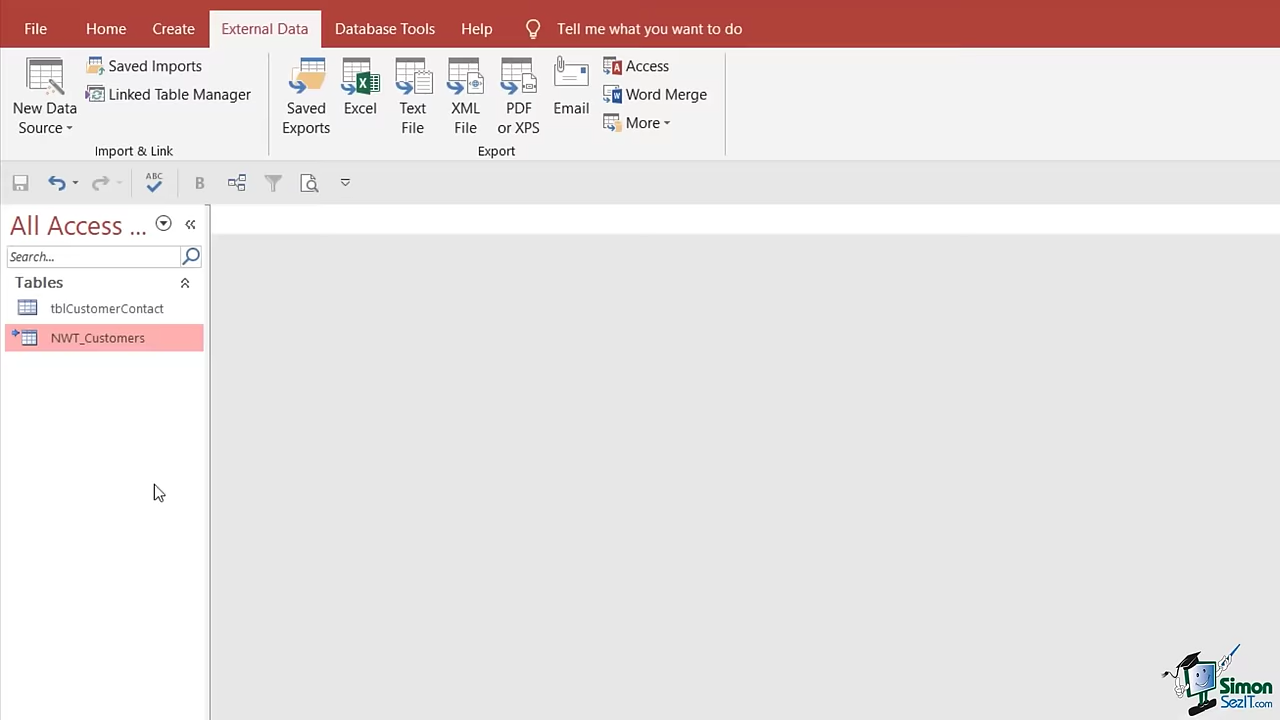 File Home Create External Data Database Tools Help Tell me what you want to do
New Data Source
Saved Imports
Linked Table Manager
Import & Link
Saved Exports
Excel
Text File
XML File
PDF or XPS
Email
Access
Word Merge
More
Export
ABC
B
All Access ...
Search...
Tables
tblCustomerContact
NWT_Customers
Simon
SezIT.com